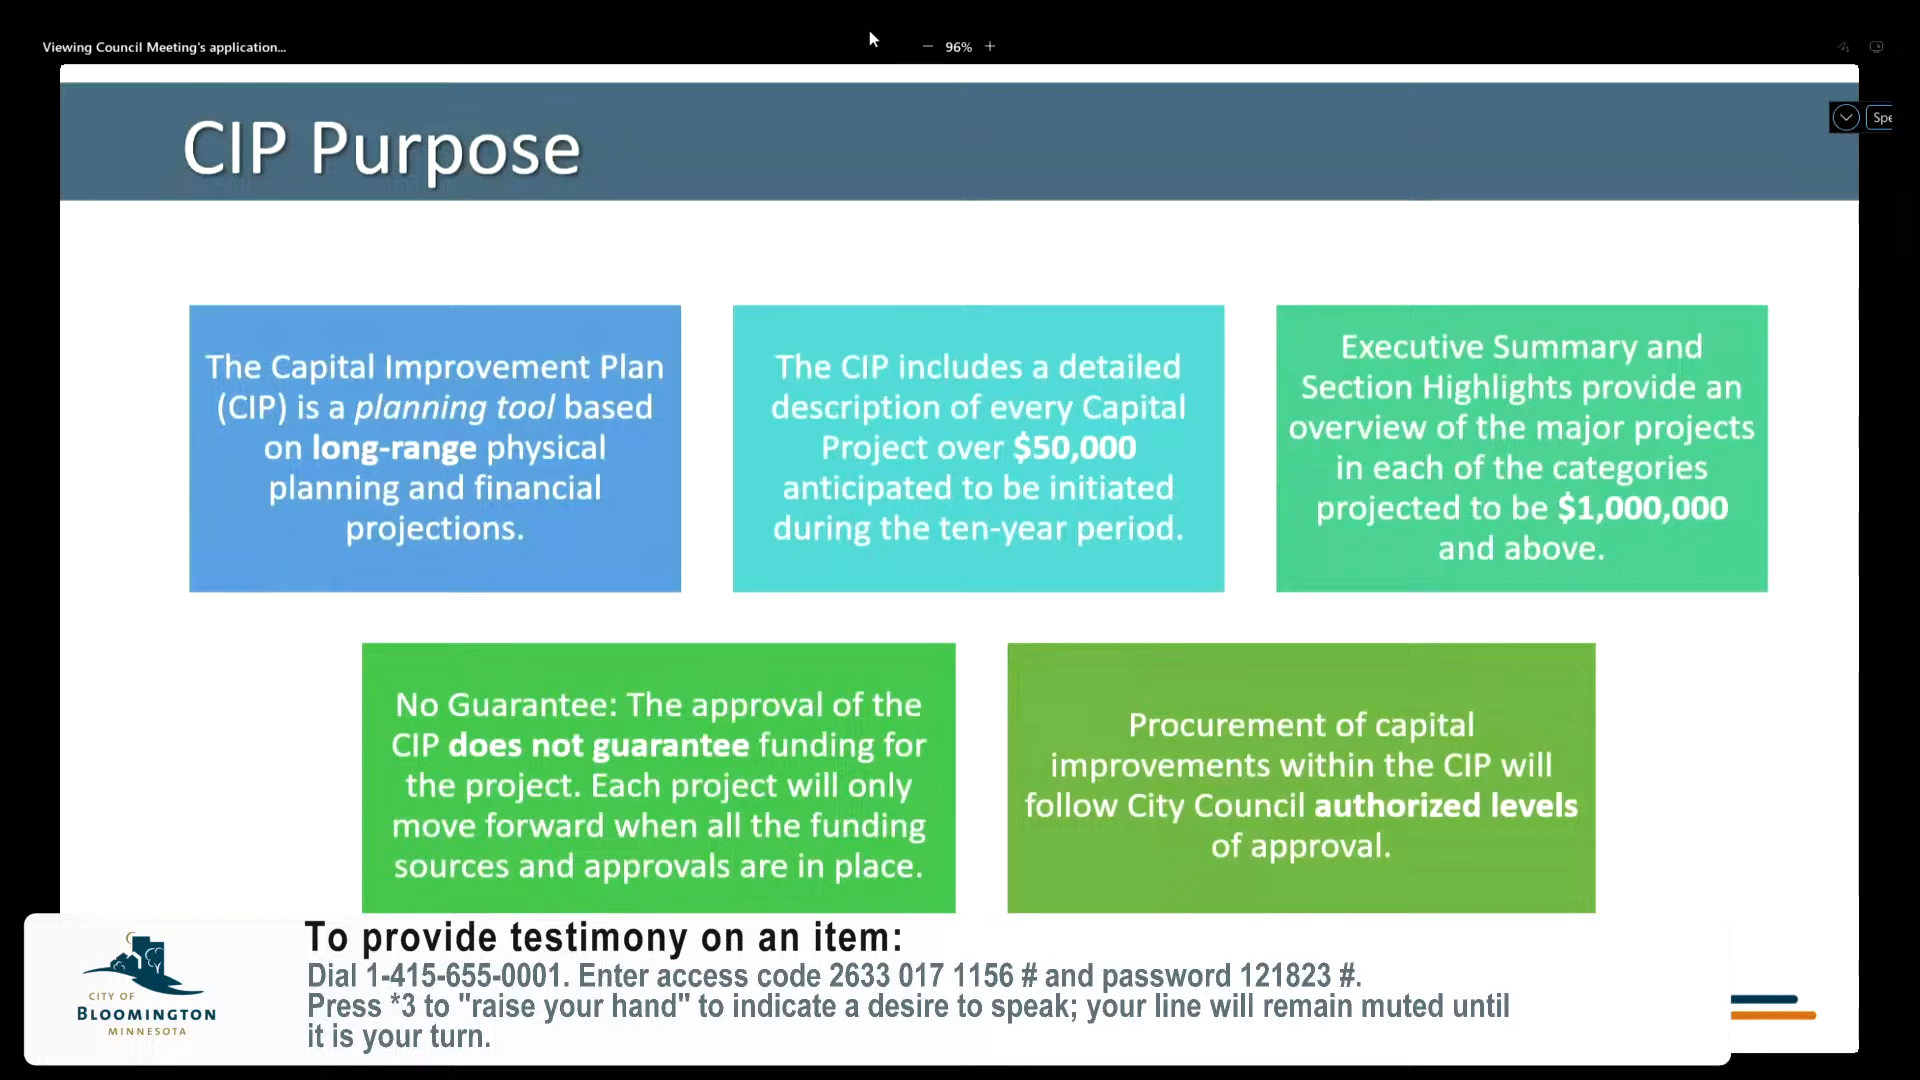 Viewing Council Meeting's application...
96%
Spe
CIP Purpose
The Capital Improvement Plan
(CIP) is a planning tool based
on long-range physical
planning and financial
projections.
The CIP includes a detailed
description of every Capital
Project over $50,000
anticipated to be initiated
during the ten-year period.
Executive Summary and
Section Highlights provide an
overview of the major projects
in each of the categories
projected to be $1,000,000
and above.
No Guarantee: The approval of the
CIP does not guarantee funding for
the project. Each project will only
move forward when all the funding
sources and approvals are in place.
Procurement of capital
improvements within the CIP will
follow City Council authorized levels
of approval.
CITY OF
BLOOMINGTON
MINNESOTA
To provide testimony on an item:
Dial 1-415-655-0001. Enter access code 2633 017 1156 # and password 121823 #.
Press *3 to "raise your hand" to indicate a desire to speak; your line will remain muted until
it is your turn.